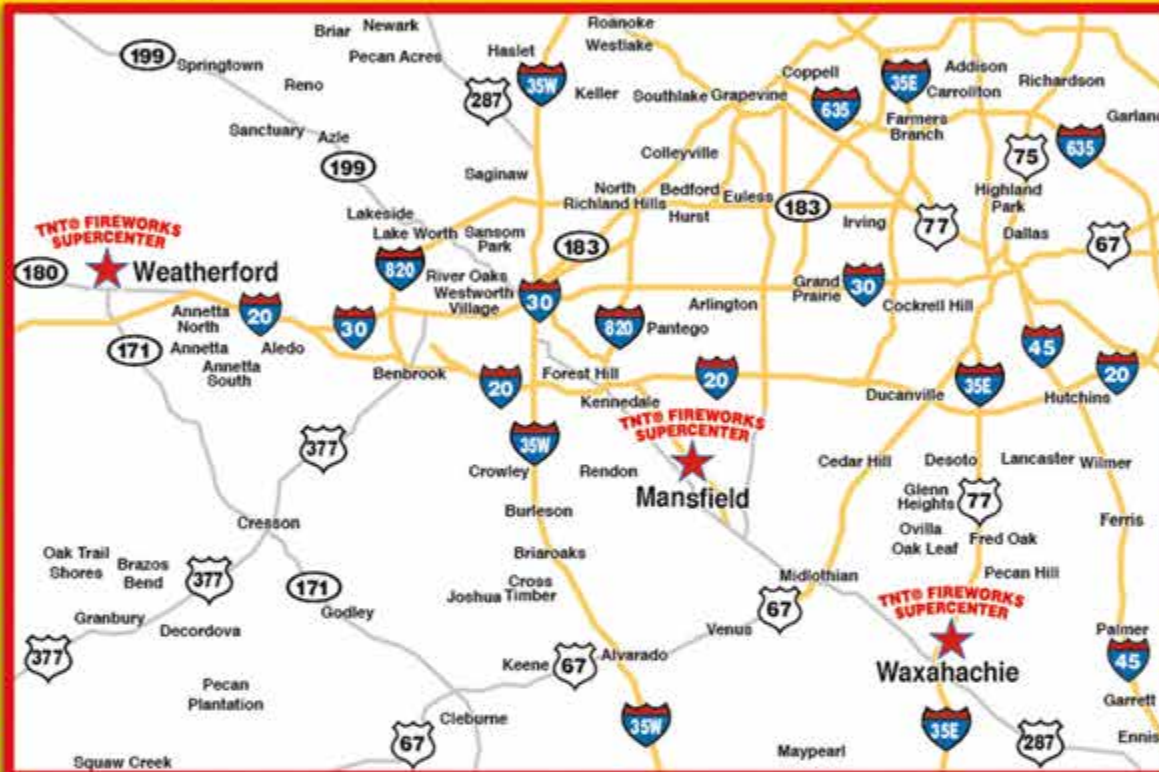 Roanoke
Briar
Newark
Westlake
199
Springtown
Pecan Acres
Haslet
35W
Coppell
35E
Addison
Reno
287
Keller
Southlake
Grapevine
635
Carrollton
Richardson
Sanctuary
Azle
Farmers
Branch
Garland
199
Colleyville
75
635
Saginaw
North
Richland Hills
Bedford
Euless
183
Highland
Park
Lakeside
Hurst
Irving
77
TNT® FIREWORKS
SUPERCENTER
Lake Worth
Sansom
Park
183
Dallas
67
180
Weatherford
820
River Oaks
Westworth
Village
30
Grand
Prairie
30
Annetta
North
20
30
820
Pantego
Arlington
Cockrell Hill
171
Annetta
Aledo
Annetta
South
45
Benbrook
20
Forest Hill
20
35E
20
Kennedale
Ducanville
Hutchins
TNT® FIREWORKS
SUPERCENTER
377
35W
Crowley
Rendon
Mansfield
Cedar Hill
Desoto
Lancaster
Wilmer
Glenn
Heights
77
Burleson
Cresson
Ovilla
Oak Leaf
Fred Oak
Ferris
Oak Trail
Shores
Brazos
Bend
377
171
Briaroaks
Cross
Timber
Joshua
Midlothian
Pecan Hill
TNT® FIREWORKS
SUPERCENTER
Granbury
Decordova
Godley
67
Venus
Palmer
377
Keene
67
Alvarado
Waxahachie
45
Pecan
Plantation
Cleburne
Garrett
67
35W
35E
287
Ennis
Squaw Creek
Maypearl